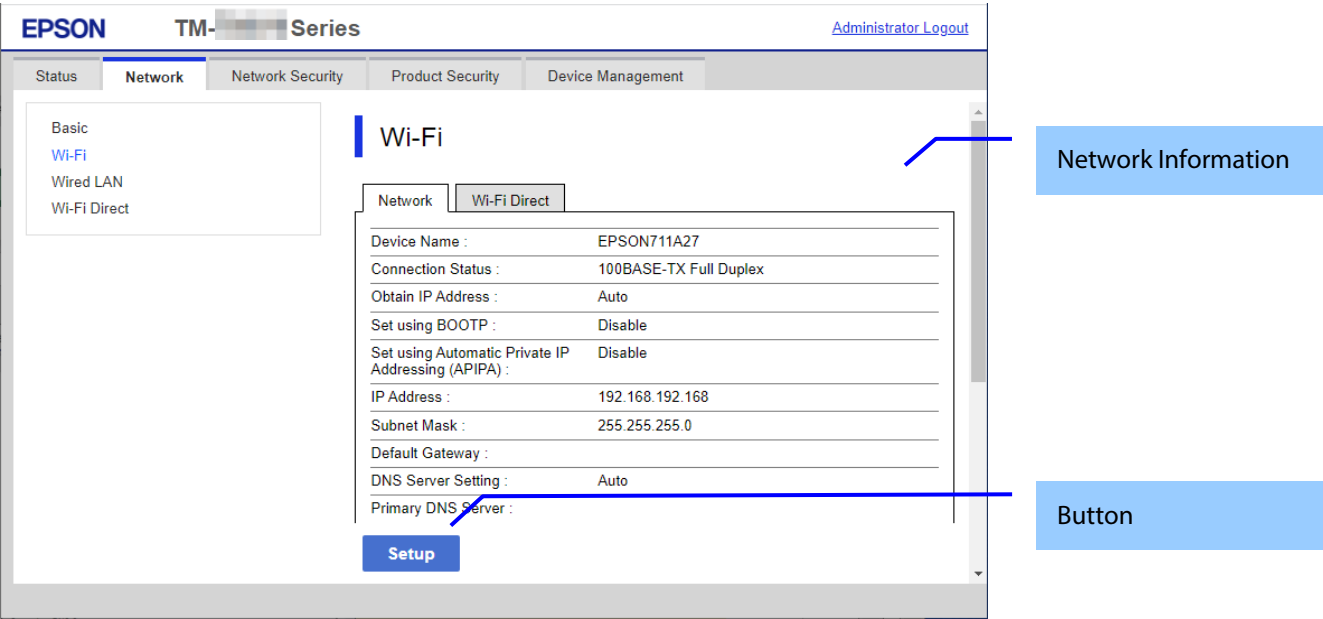 EPSON TM- Series Administrator Logout
Status Network Network Security Product Security Device Management
Basic
Wi-Fi
Wired LAN
Wi-Fi Direct
Wi-Fi
Network Wi-Fi Direct
Device Name : EPSON711A27
Connection Status : 100BASE-TX Full Duplex
Obtain IP Address : Auto
Set using BOOTP : Disable
Set using Automatic Private IP Disable
Addressing (APIPA) :
IP Address : 192.168.192.168
Subnet Mask : 255.255.255.0
Default Gateway :
DNS Server Setting : Auto
Primary DNS Server :
Setup
Network Information
Button